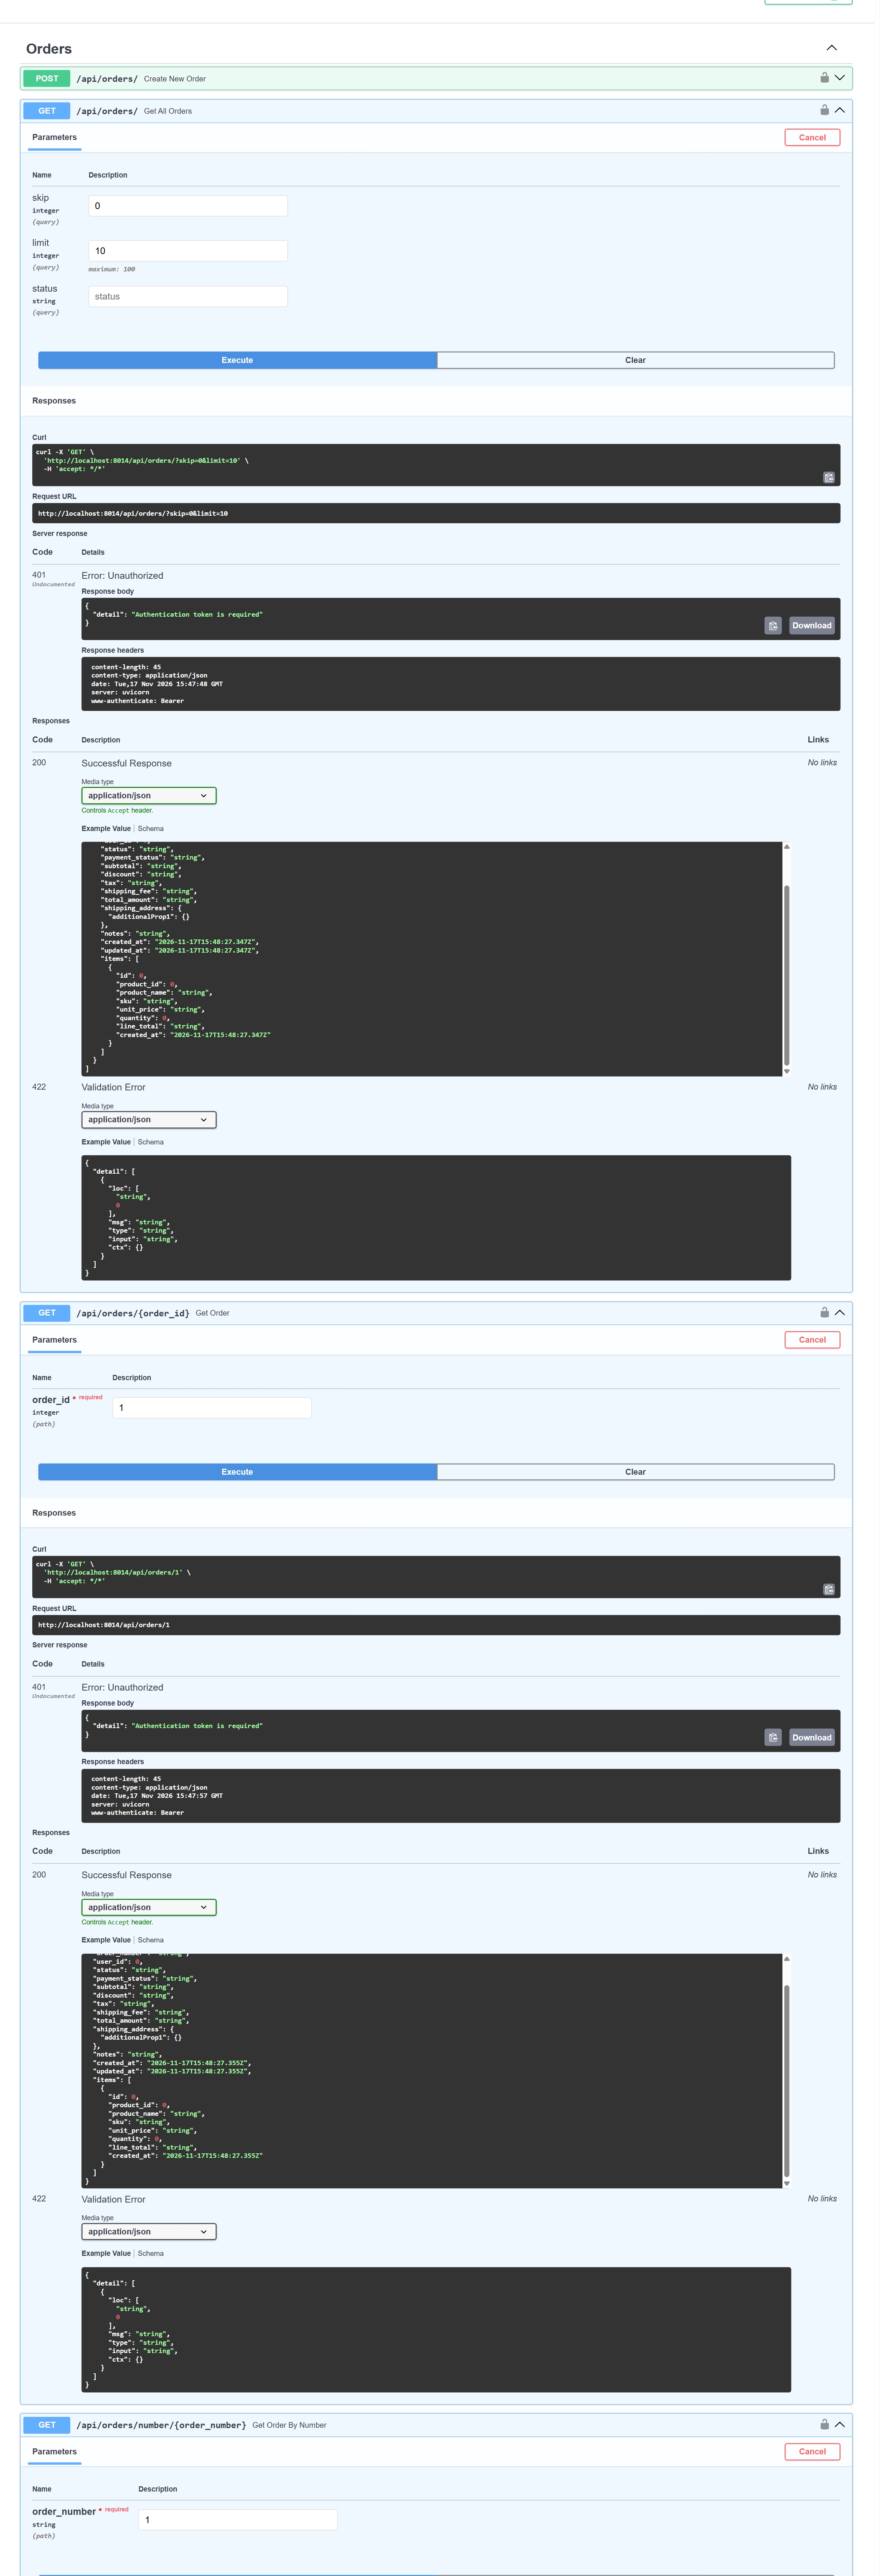 Orders
POST /api/orders/ Create New Order
GET /api/orders/ Get All Orders
Parameters Cancel
Name Description
skip
integer
(query)
0
limit
integer
(query)
10
maximum: 100
status
string
(query)
status
Execute Clear
Responses
Curl
curl -X 'GET' \
'http://localhost:8014/api/orders/?skip=0&limit=10' \
-H 'accept: */*'
Request URL
http://localhost:8014/api/orders/?skip=0&limit=10
Server response
Code Details
401
Undocumented
Error: Unauthorized
Response body
{
"detail": "Authentication token is required"
}
Download
Response headers
content-length: 45
content-type: application/json
date: Tue,17 Nov 2026 15:47:48 GMT
server: uvicorn
www-authenticate: Bearer
Responses
Code Description Links
200 Successful Response No links
Media type
application/json
Controls Accept header.
Example Value | Schema
"status": "string",
"payment_status": "string",
"subtotal": "string",
"discount": "string",
"tax": "string",
"shipping_fee": "string",
"total_amount": "string",
"shipping_address": {
"additionalProp1": {}
},
"notes": "string",
"created_at": "2026-11-17T15:48:27.347Z",
"updated_at": "2026-11-17T15:48:27.347Z",
"items": [
{
"id": 0,
"product_id": 0,
"product_name": "string",
"sku": "string",
"unit_price": "string",
"quantity": 0,
"line_total": "string",
"created_at": "2026-11-17T15:48:27.347Z"
}
]
}
]
422 Validation Error No links
Media type
application/json
Example Value | Schema
{
"detail": [
{
"loc": [
"string",
0
],
"msg": "string",
"type": "string",
"input": "string",
"ctx": {}
}
]
}
GET /api/orders/{order_id} Get Order
Parameters Cancel
Name Description
order_id * required
integer
(path)
1
Execute Clear
Responses
Curl
curl -X 'GET' \
'http://localhost:8014/api/orders/1' \
-H 'accept: */*'
Request URL
http://localhost:8014/api/orders/1
Server response
Code Details
401
Undocumented
Error: Unauthorized
Response body
{
"detail": "Authentication token is required"
}
Download
Response headers
content-length: 45
content-type: application/json
date: Tue,17 Nov 2026 15:47:57 GMT
server: uvicorn
www-authenticate: Bearer
Responses
Code Description Links
200 Successful Response No links
Media type
application/json
Controls Accept header.
Example Value | Schema
"order_number": "string",
"user_id": 0,
"status": "string",
"payment_status": "string",
"subtotal": "string",
"discount": "string",
"tax": "string",
"shipping_fee": "string",
"total_amount": "string",
"shipping_address": {
"additionalProp1": {}
},
"notes": "string",
"created_at": "2026-11-17T15:48:27.355Z",
"updated_at": "2026-11-17T15:48:27.355Z",
"items": [
{
"id": 0,
"product_id": 0,
"product_name": "string",
"sku": "string",
"unit_price": "string",
"quantity": 0,
"line_total": "string",
"created_at": "2026-11-17T15:48:27.355Z"
}
]
}
422 Validation Error No links
Media type
application/json
Example Value | Schema
{
"detail": [
{
"loc": [
"string",
0
],
"msg": "string",
"type": "string",
"input": "string",
"ctx": {}
}
]
}
GET /api/orders/number/{order_number} Get Order By Number
Parameters Cancel
Name Description
order_number * required
string
(path)
1